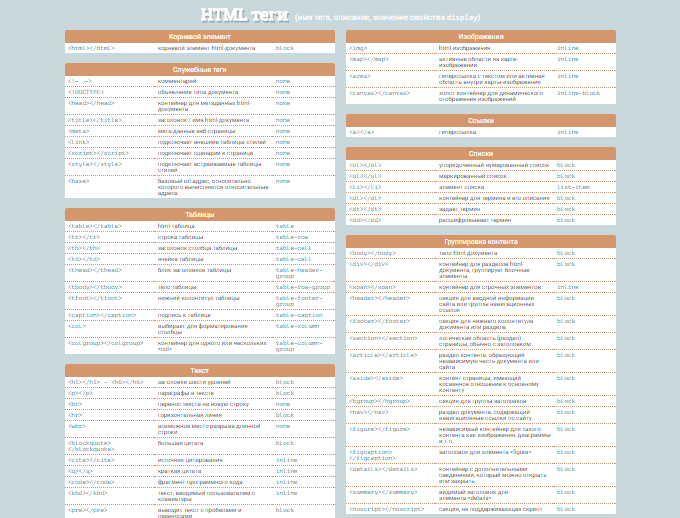 HTML теги (имя тега, описание, значение свойства display)
Корневой элемент
<html></html> корневой элемент html-документа block
Служебные теги
<!--…--> комментарий none
<!DOCTYPE> объявление типа документа none
<head></head> контейнер для метаданных html-
документа none
<title></title> заголовок / имя html-документа none
<meta> мета-данные веб-страницы none
<link> подключает внешние таблицы стилей none
<script></script> подключает сценарии к странице none
<style></style> подключает встраиваемые таблицы
стилей none
<base> базовый url-адрес, относительно
которого вычисляются относительные
адреса none
Таблицы
<table></table> html-таблица table
<tr></tr> строка таблицы table-row
<th></th> заголовок столбца таблицы table-cell
<td></td> ячейка таблицы table-cell
<thead></thead> блок заголовков таблицы table-header-
group
<tbody></tbody> тело таблицы table-row-group
<tfoot></tfoot> нижний колонтитул таблицы table-footer-
group
<caption></caption> подпись к таблице table-caption
<col> выбирает для форматирования
столбцы table-column
<colgroup></colgroup> контейнер для одного или нескольких
<col> table-column-
group
Текст
<h1></h1> - <h6></h6> заголовки шести уровней block
<p></p> параграфы в тексте block
<br> перенос текста на новую строку none
<hr> горизонтальная линия block
<wbr> возможное место разрыва длинной
строки none
<blockquote>
</blockquote> большая цитата block
<cite></cite> источник цитирования inline
<q></q> краткая цитата inline
<code></code> фрагмент программного кода inline
<kbd></kbd> текст, вводимый пользователем с
клавиатуры inline
<pre></pre> выводит текст с пробелами и
переносами block
Изображения
<img> html-изображения inline
<map></map> активные области на карте-
изображении inline
<area> гиперссылка с текстом или активная
область внутри карты-изображения inline
<canvas></canvas> холст-контейнер для динамического
отображения изображений inline-block
Ссылки
<a></a> гиперссылка inline
Списки
<ol></ol> упорядоченный нумерованный список block
<ul></ul> маркированный список block
<li></li> элемент списка list-item
<dl></dl> контейнер для термина и его описания block
<dt></dt> задаёт термин block
<dd></dd> расшифровывает термин block
Группировка контента
<body></body> тело html-документа block
<div></div> контейнер для разделов html-
документа, группирует блочные
элементы block
<span></span> контейнер для строчных элементов inline
<header></header> секция для вводной информации
сайта или группы навигационных
ссылок block
<footer></footer> секция для нижнего колонтитула
документа или раздела block
<section></section> логическая область (раздел)
страницы, обычно с заголовком block
<article></article> раздел контента, образующий
независимую часть документа или
сайта block
<aside></aside> контент страницы, имеющий
косвенное отношение к основному
контенту block
<hgroup></hgroup> секция для группы заголовков block
<nav></nav> раздел документа, содержащий
навигационные ссылки по сайту block
<figure></figure> независимый контейнер для такого
контента как изображения, диаграммы
и т.п. block
<figcaption>
</figcaption> заголовок для элемента <figure> block
<details></details> контейнер с дополнительными
сведениями, который можно открыть
или закрыть block
<summary></summary> видимый заголовок для
элемента <details> block
<noscript></noscript> секция, не поддерживающая скрипт block